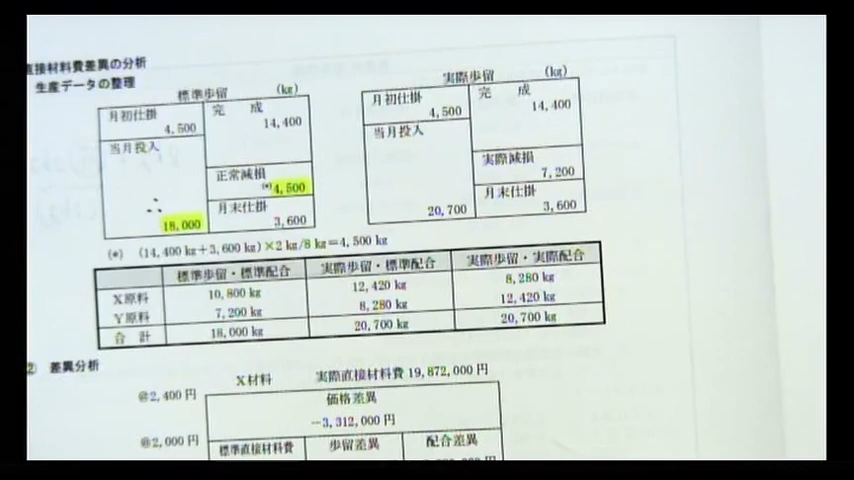 直接材料費差異の分析
生産データの整理
標準歩留 (kg)
月初仕掛 4,500
完 成 14,400
当月投入
正常減損
(*)4,500
∴ 18,000
月末仕掛 3,600
実際歩留 (kg)
月初仕掛 4,500
完 成 14,400
当月投入
実際減損 7,200
20,700
月末仕掛 3,600
(*) (14,400 kg+3,600 kg)×2 kg/8 kg=4,500 kg
標準歩留・標準配合 実際歩留・標準配合 実際歩留・実際配合
X原料 10,800 kg 12,420 kg 8,280 kg
Y原料 7,200 kg 8,280 kg 12,420 kg
合 計 18,000 kg 20,700 kg 20,700 kg
② 差異分析
X材料 実際直接材料費 19,872,000 円
@2,400 円
価格差異
-3,312,000 円
@2,000 円
標準直接材料費 歩留差異 配合差異